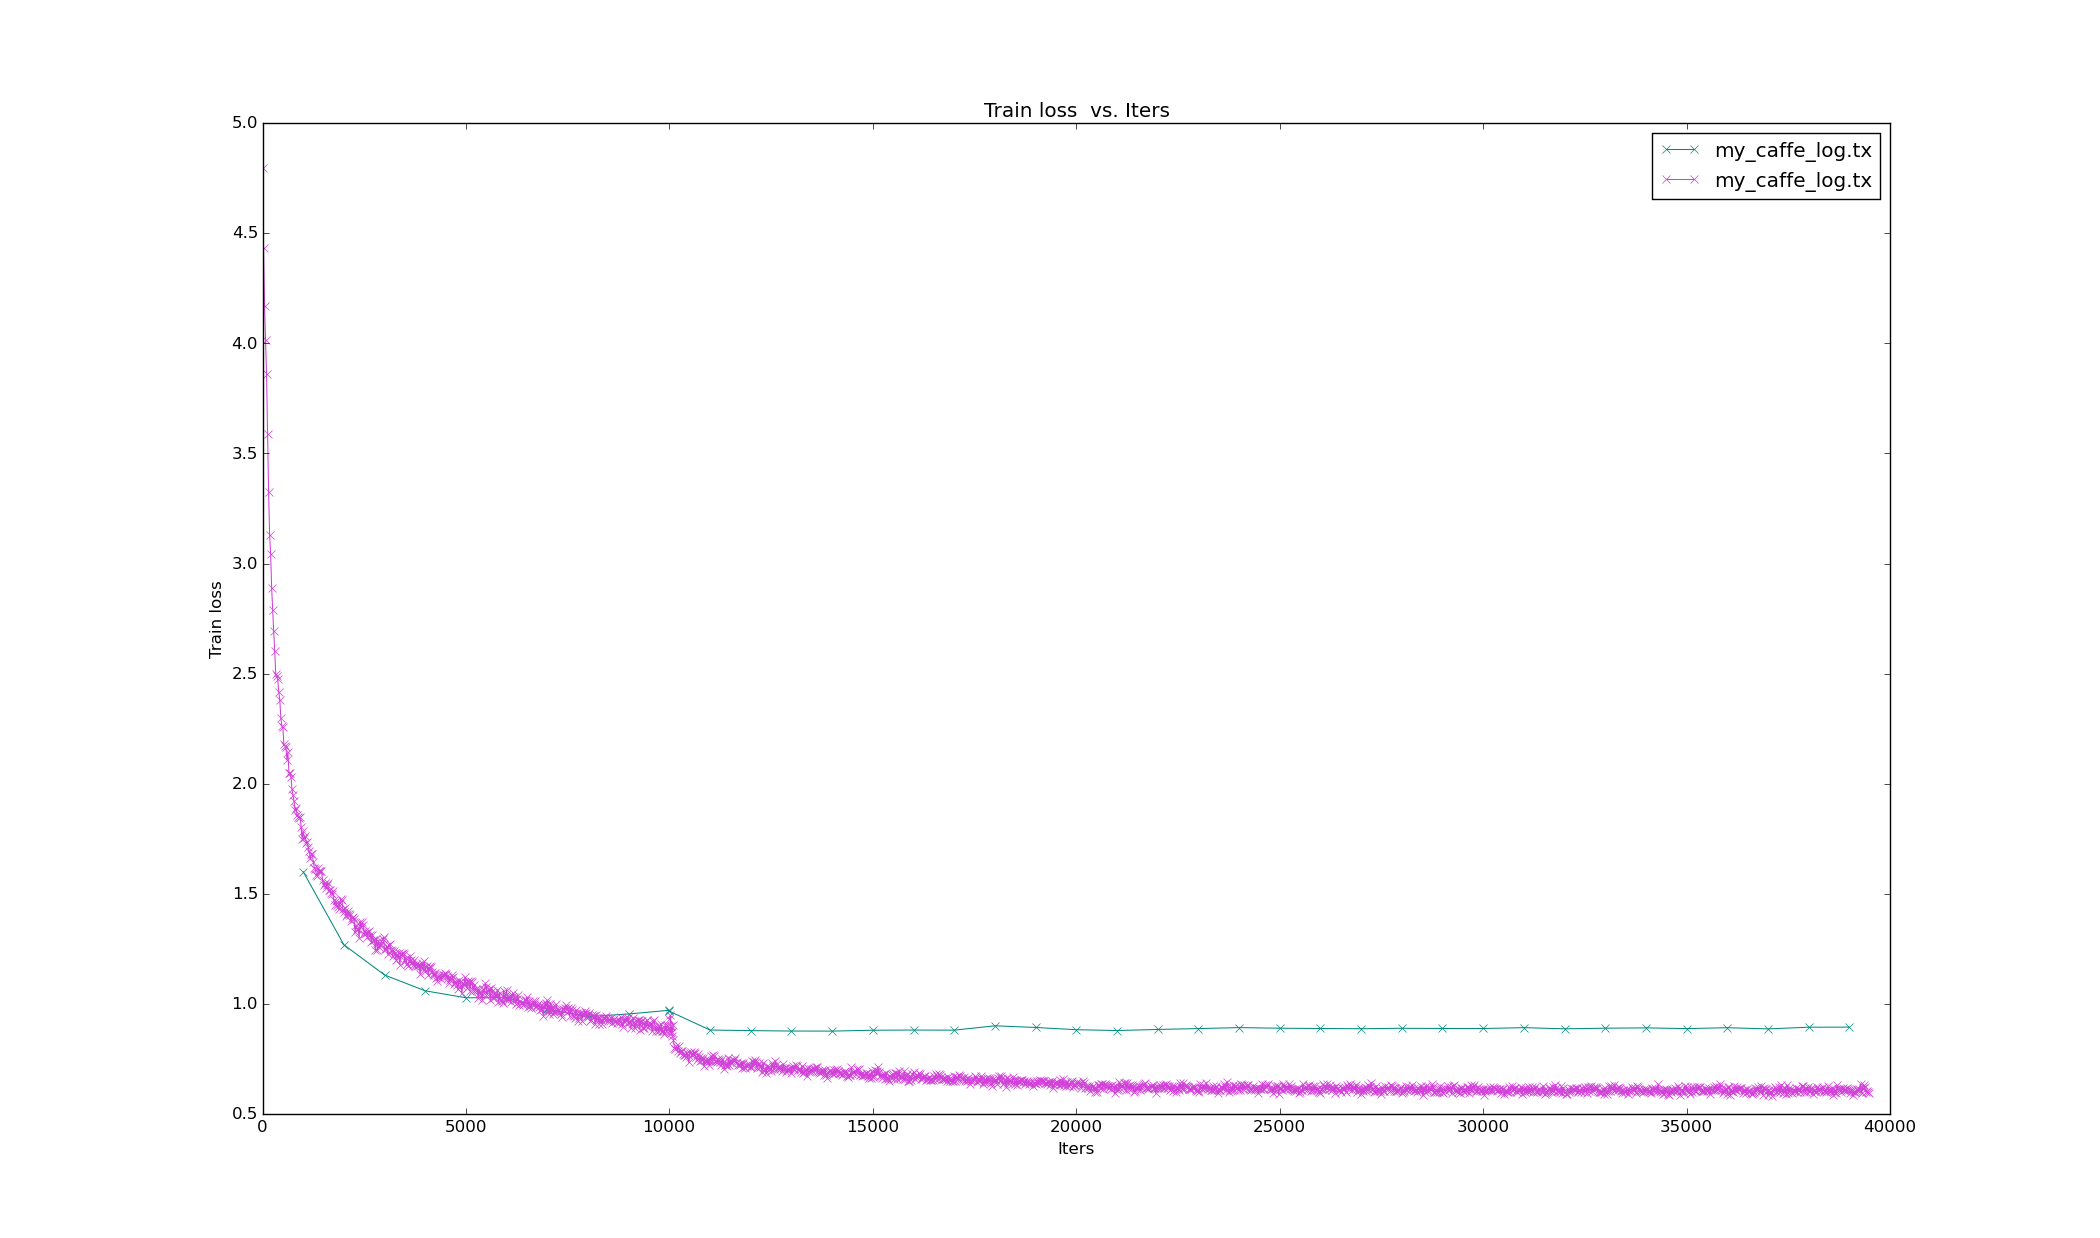 Train loss  vs. Iters
my_caffe_log.tx
my_caffe_log.tx
5.0
4.5
4.0
3.5
3.0
2.5
2.0
1.5
1.0
0.5
Train loss
0 5000 10000 15000 20000 25000 30000 35000 40000
Iters